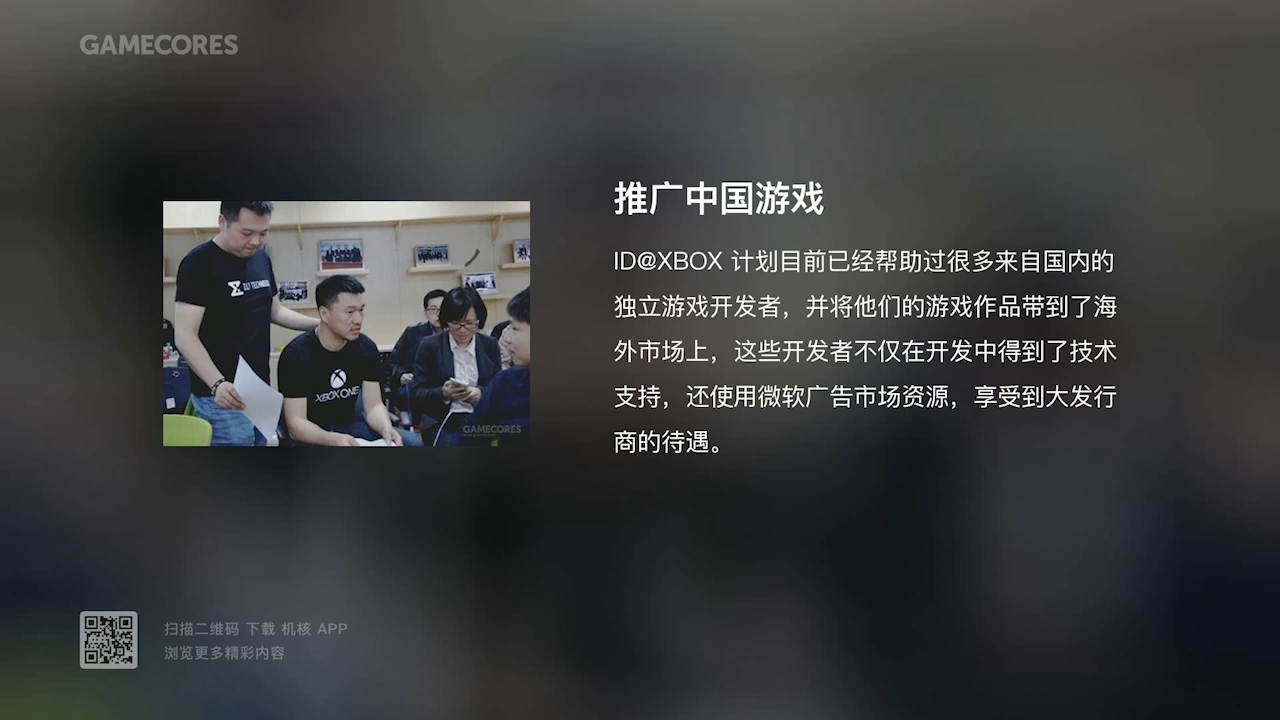 GAMECORES
推广中国游戏
ID@XBOX 计划目前已经帮助过很多来自国内的
独立游戏开发者，并将他们的游戏作品带到了海
外市场上，这些开发者不仅在开发中得到了技术
支持，还使用微软广告市场资源，享受到大发行
商的待遇。
XBOX ONE
GAMECORES
扫描二维码 下载 机核 APP
浏览更多精彩内容